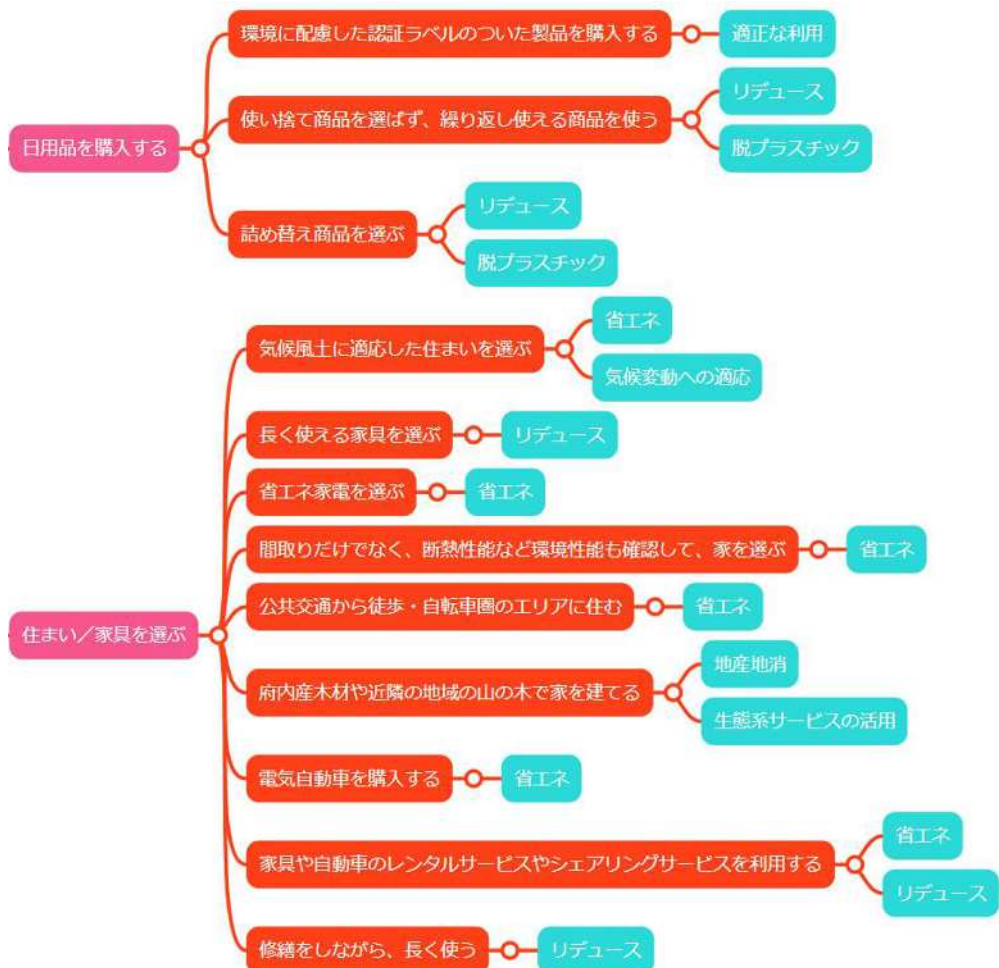 日用品を購入する
環境に配慮した認証ラベルのついた製品を購入する
適正な利用
使い捨て商品を選ばず、繰り返し使える商品を使う
リデュース
脱プラスチック
詰め替え商品を選ぶ
リデュース
脱プラスチック
住まい／家具を選ぶ
気候風土に適応した住まいを選ぶ
省エネ
気候変動への適応
長く使える家具を選ぶ
リデュース
省エネ家電を選ぶ
省エネ
間取りだけでなく、断熱性能など環境性能も確認して、家を選ぶ
省エネ
公共交通から徒歩・自転車圏のエリアに住む
省エネ
府内産木材や近隣の地域の山の木で家を建てる
地産地消
生態系サービスの活用
電気自動車を購入する
省エネ
家具や自動車のレンタルサービスやシェアリングサービスを利用する
省エネ
リデュース
修繕をしながら、長く使う
リデュース